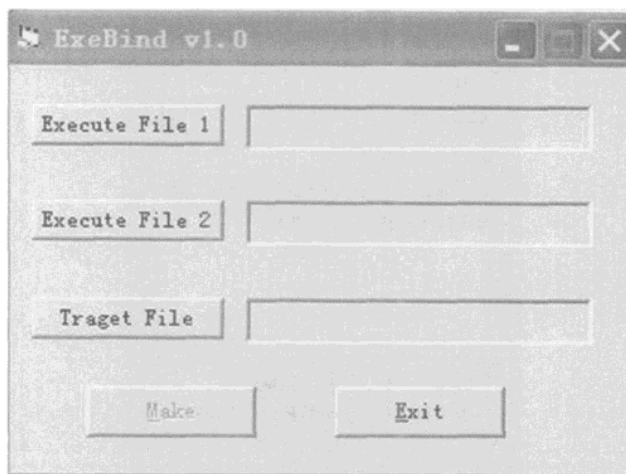 ExeBind v1.0
Execute File 1
Execute File 2
Traget File
Make
Exit